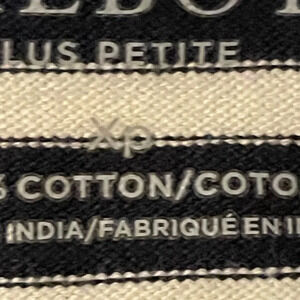 LUS PETITE
Xp
COTTON/COTO
INDIA/FABRIQUÉ EN